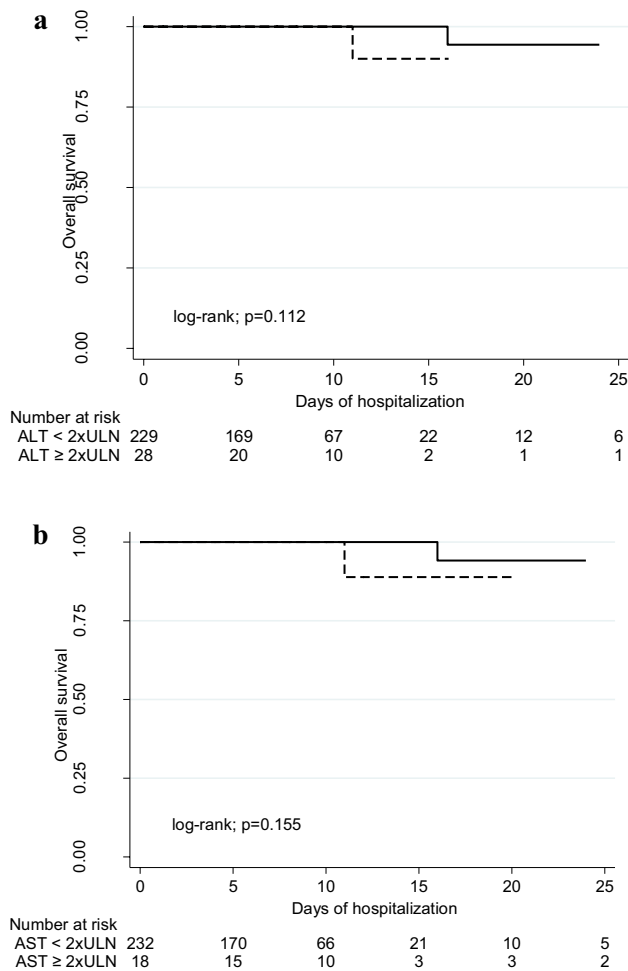 a
1.00
0.75
0.50
0.25
0.00
Overall survival
log-rank; p=0.112
0 5 10 15 20 25
Days of hospitalization
Number at risk
ALT < 2xULN 229 169 67 22 12 6
ALT ≥ 2xULN 28 20 10 2 1 1
b
1.00
0.75
0.50
0.25
0.00
Overall survival
log-rank; p=0.155
0 5 10 15 20 25
Days of hospitalization
Number at risk
AST < 2xULN 232 170 66 21 10 5
AST ≥ 2xULN 18 15 10 3 3 2